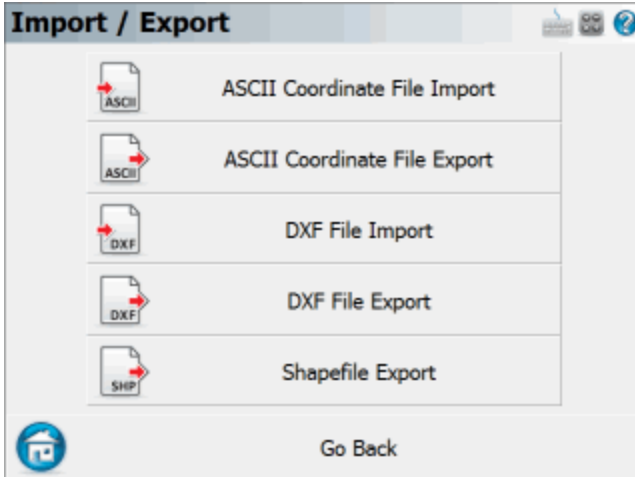 Import / Export
ASCII
ASCII Coordinate File Import
ASCII
ASCII Coordinate File Export
DXF
DXF File Import
DXF
DXF File Export
SHP
Shapefile Export
Go Back